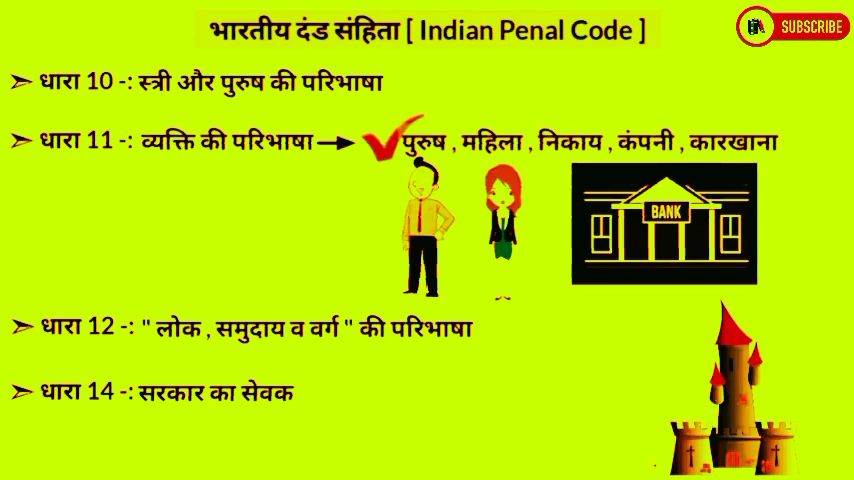 भारतीय दंड संहिता [ Indian Penal Code ]
SUBSCRIBE
➢ धारा 10 -: स्त्री और पुरुष की परिभाषा
➢ धारा 11 -: व्यक्ति की परिभाषा → ✔ पुरुष , महिला , निकाय , कंपनी , कारखाना
BANK
➢ धारा 12 -: " लोक , समुदाय व वर्ग " की परिभाषा
➢ धारा 14 -: सरकार का सेवक